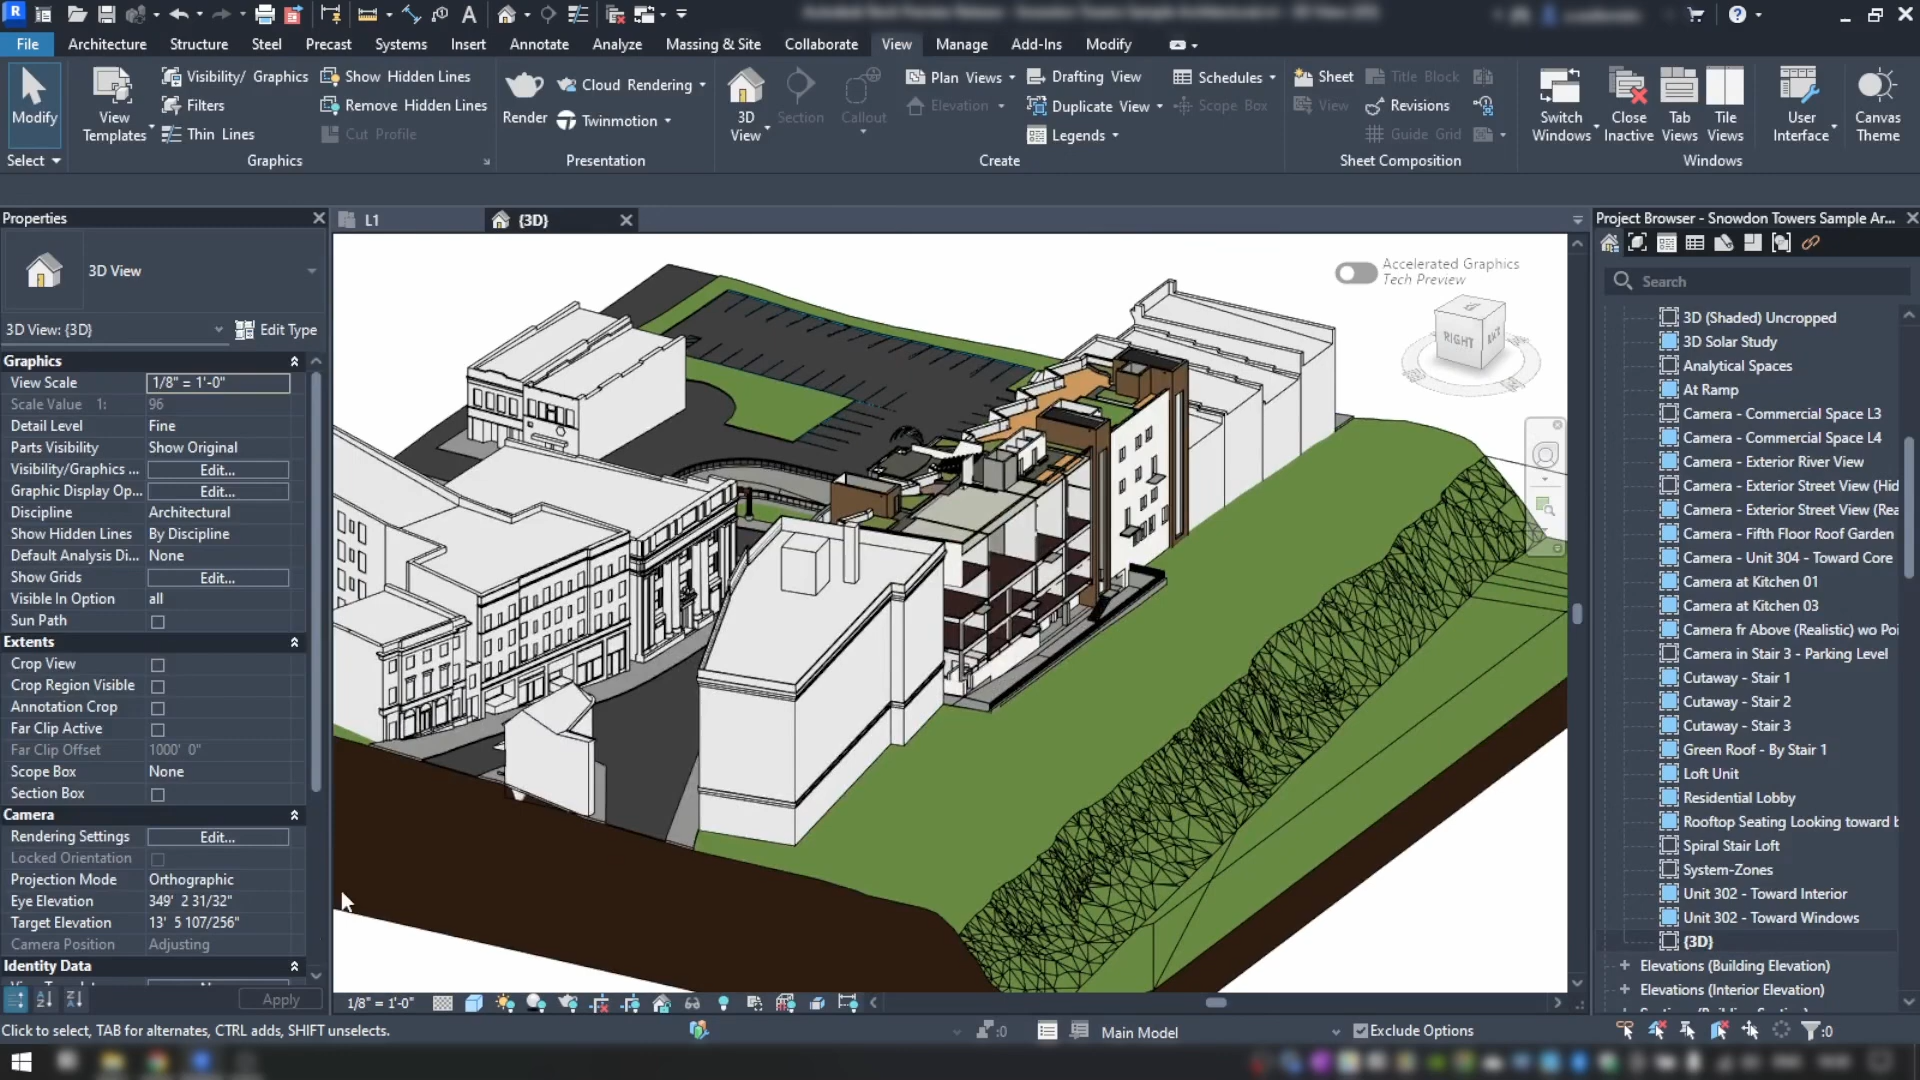 File Architecture Structure Steel Precast Systems Insert Annotate Analyze Massing & Site Collaborate View Manage Add-Ins Modify
Modify
Select
View
Templates
Visibility/ Graphics
Filters
Thin Lines
Show Hidden Lines
Remove Hidden Lines
Cut Profile
Graphics
Render
Cloud Rendering
Twinmotion
Presentation
3D
View
Section
Callout
Plan Views
Elevation
Drafting View
Duplicate View
Legends
Schedules
Scope Box
Create
Sheet
View
Title Block
Revisions
Guide Grid
Sheet Composition
Switch
Windows
Close
Inactive
Tab
Views
Tile
Views
User
Interface
Windows
Canvas
Theme
Properties
3D View
3D View: {3D}
Edit Type
Graphics
View Scale 1/8" = 1'-0"
Scale Value 1: 96
Detail Level Fine
Parts Visibility Show Original
Visibility/Graphics ... Edit...
Graphic Display Op... Edit...
Discipline Architectural
Show Hidden Lines By Discipline
Default Analysis Di... None
Show Grids Edit...
Visible In Option all
Sun Path
Extents
Crop View
Crop Region Visible
Annotation Crop
Far Clip Active
Far Clip Offset 1000' 0"
Scope Box None
Section Box
Camera
Rendering Settings Edit...
Locked Orientation
Projection Mode Orthographic
Eye Elevation 349' 2 31/32"
Target Elevation 13' 5 107/256"
Camera Position Adjusting
Identity Data
Apply
L1
{3D}
Accelerated Graphics
Tech Preview
RIGHT
1/8" = 1'-0"
Project Browser - Snowdon Towers Sample Ar...
Search
3D (Shaded) Uncropped
3D Solar Study
Analytical Spaces
At Ramp
Camera - Commercial Space L3
Camera - Commercial Space L4
Camera - Exterior River View
Camera - Exterior Street View (Hid
Camera - Exterior Street View (Rea
Camera - Fifth Floor Roof Garden
Camera - Unit 304 - Toward Core
Camera at Kitchen 01
Camera at Kitchen 03
Camera fr Above (Realistic) wo Poi
Camera in Stair 3 - Parking Level
Cutaway - Stair 1
Cutaway - Stair 2
Cutaway - Stair 3
Green Roof - By Stair 1
Loft Unit
Residential Lobby
Rooftop Seating Looking toward b
Spiral Stair Loft
System-Zones
Unit 302 - Toward Interior
Unit 302 - Toward Windows
{3D}
Elevations (Building Elevation)
Elevations (Interior Elevation)
Click to select, TAB for alternates, CTRL adds, SHIFT unselects.
:0
Main Model
Exclude Options
:0